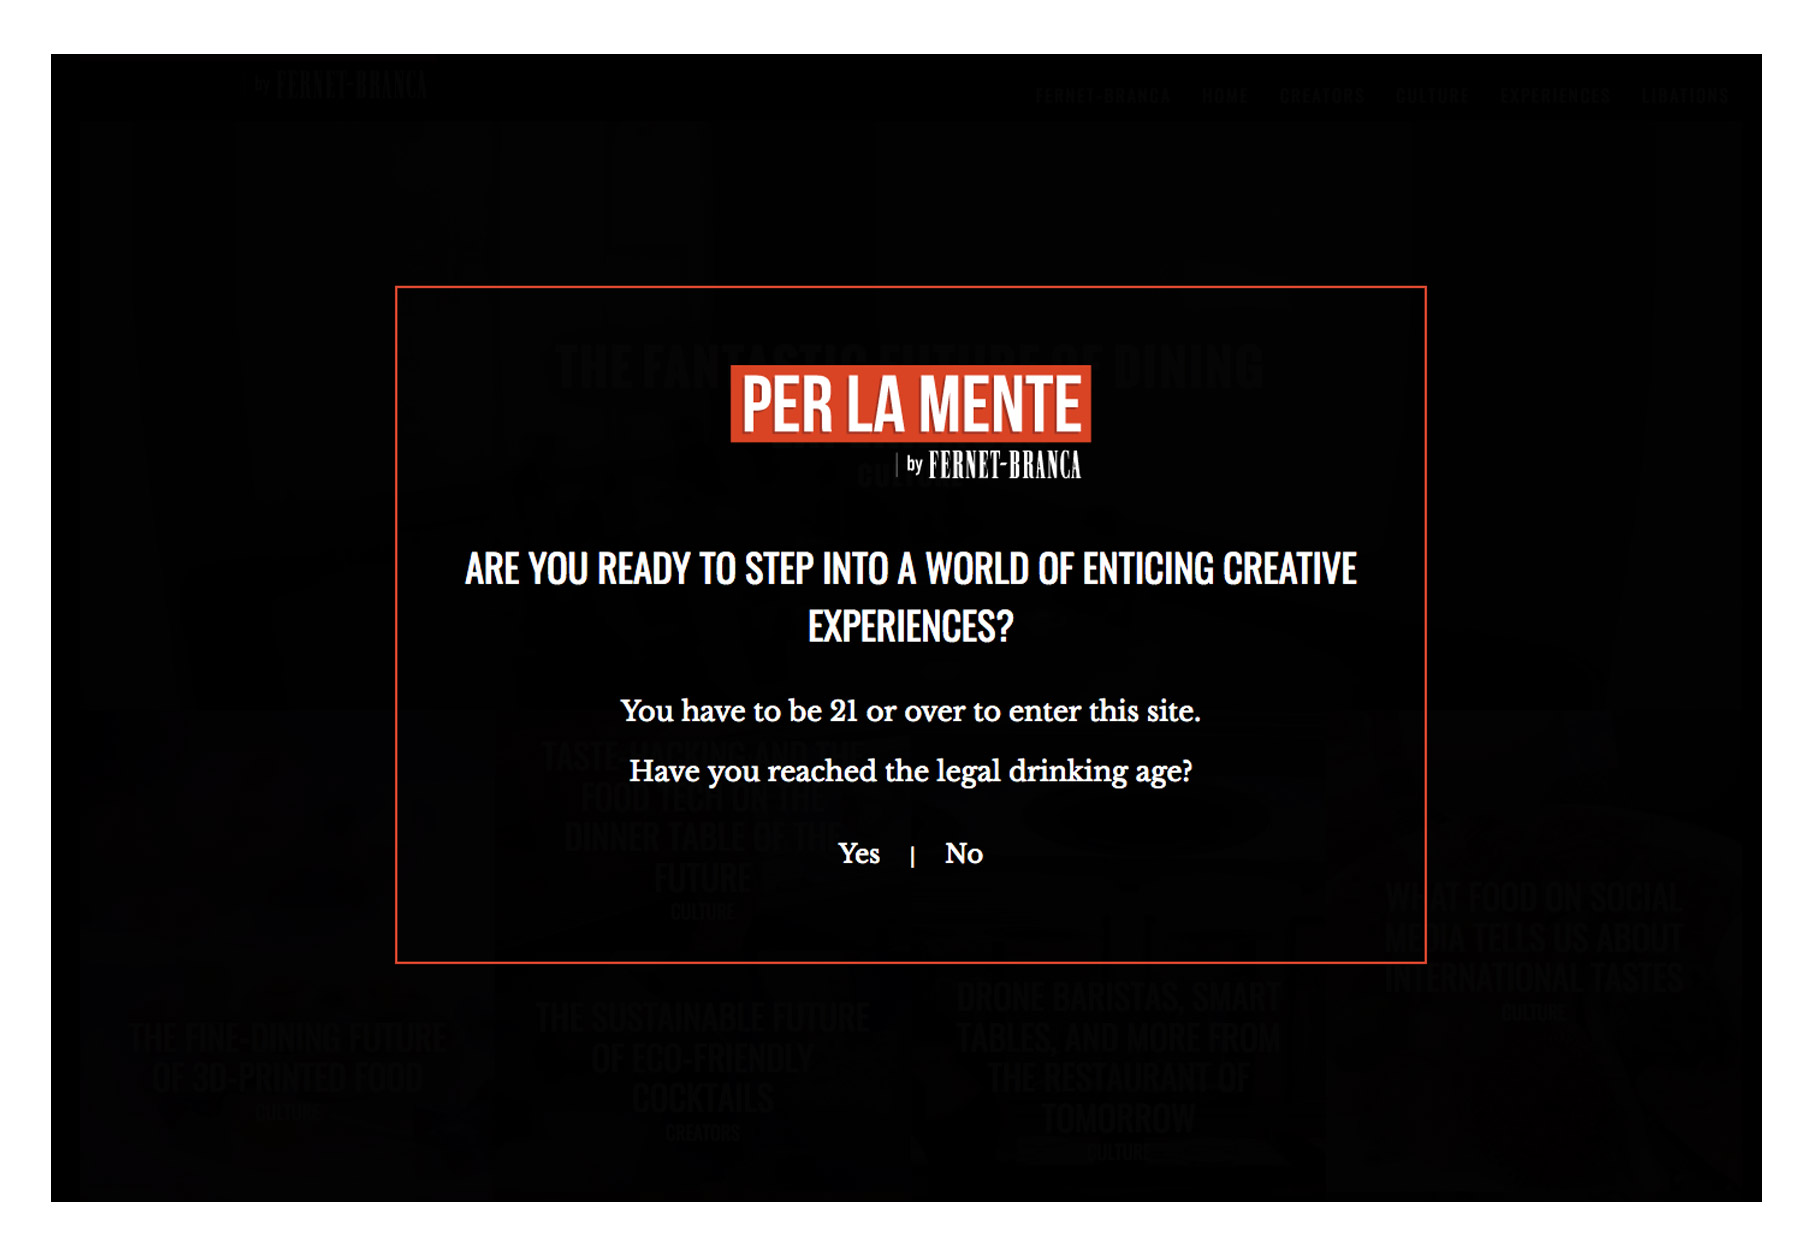 by FERNET-BRANCA
FERNET-BRANCA HOME CREATORS CULTURE EXPERIENCES LIBATIONS
THE FANTASTIC FUTURE OF DINING
PER LA MENTE
| by FERNET-BRANCA
ARE YOU READY TO STEP INTO A WORLD OF ENTICING CREATIVE
EXPERIENCES?
You have to be 21 or over to enter this site.
Have you reached the legal drinking age?
Yes | No
TASTE-HACKING AND THE
FOOD TECH ON THE
DINNER TABLE OF THE
FUTURE
CULTURE
WHAT FOOD ON SOCIAL
MEDIA TELLS US ABOUT
INTERNATIONAL TASTES
CULTURE
THE FINE-DINING FUTURE
OF 3D-PRINTED FOOD
CULTURE
THE SUSTAINABLE FUTURE
OF ECO-FRIENDLY
COCKTAILS
CREATORS
DRONE BARISTAS, SMART
TABLES, AND MORE FROM
THE RESTAURANT OF
TOMORROW
CULTURE